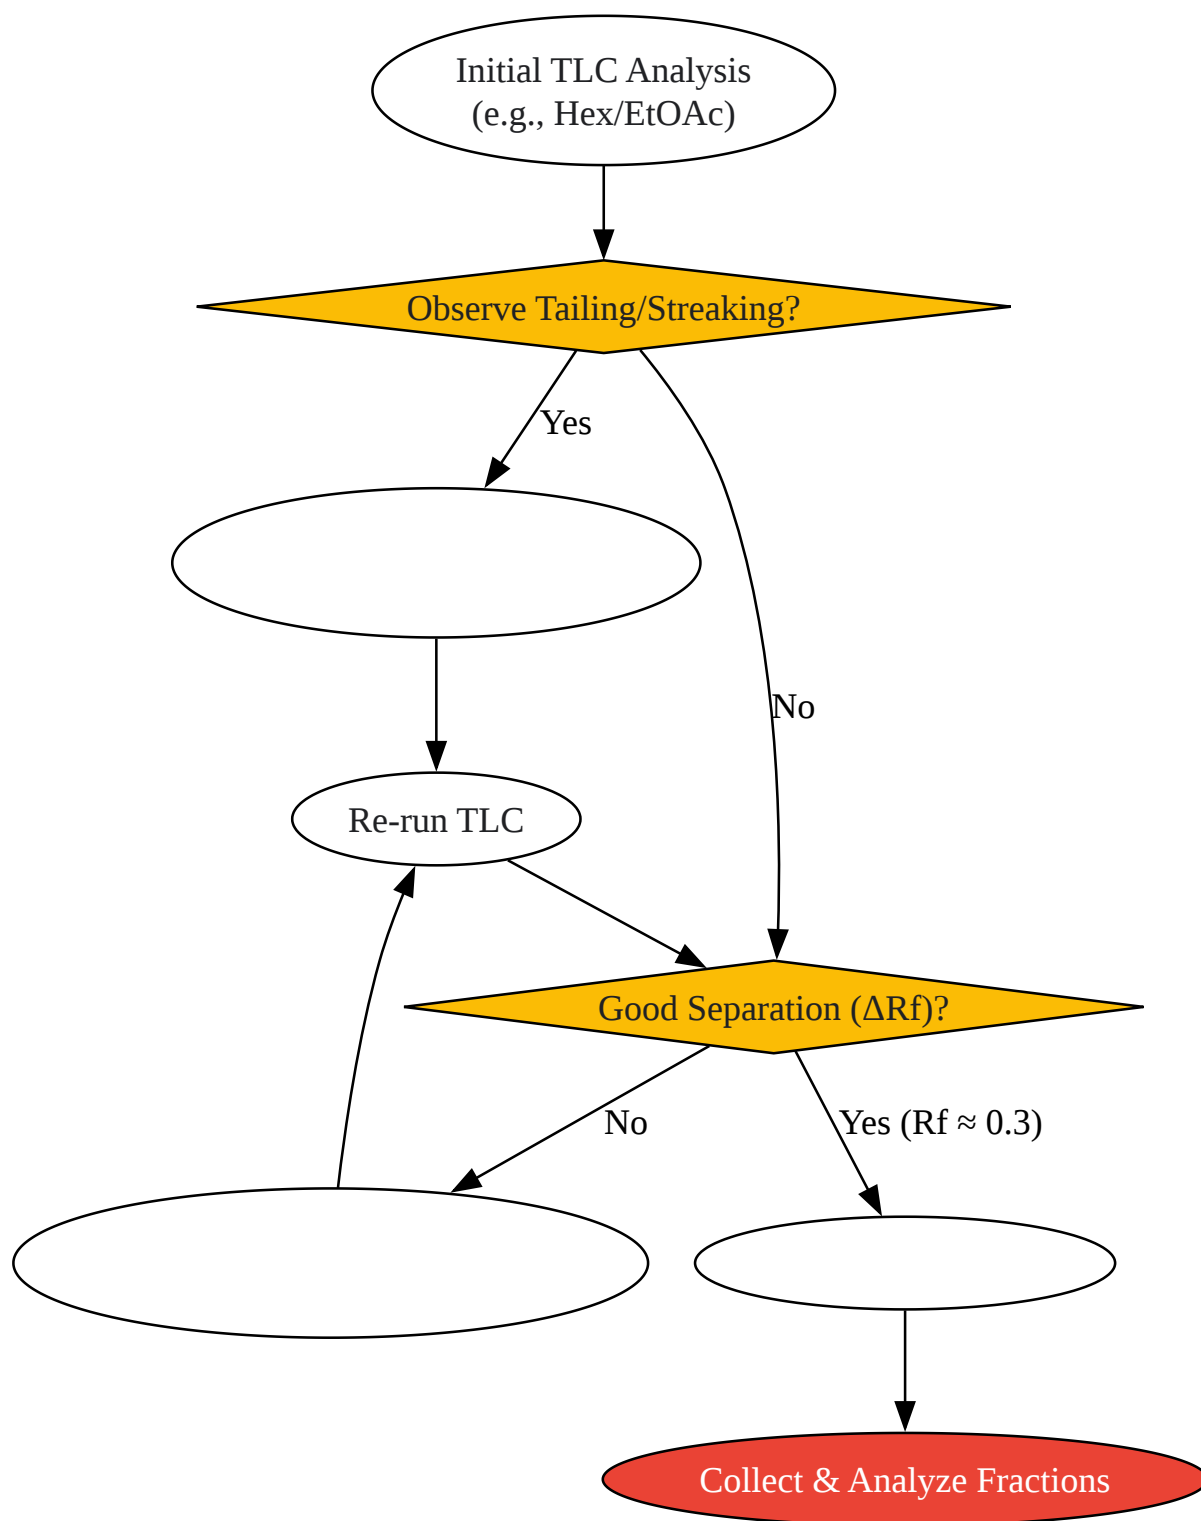 Initial TLC Analysis
(e.g., Hex/EtOAc)
Observe Tailing/Streaking?
Yes
No
Re-run TLC
Good Separation (ΔRf)?
No
Yes (Rf ≈ 0.3)
Collect & Analyze Fractions